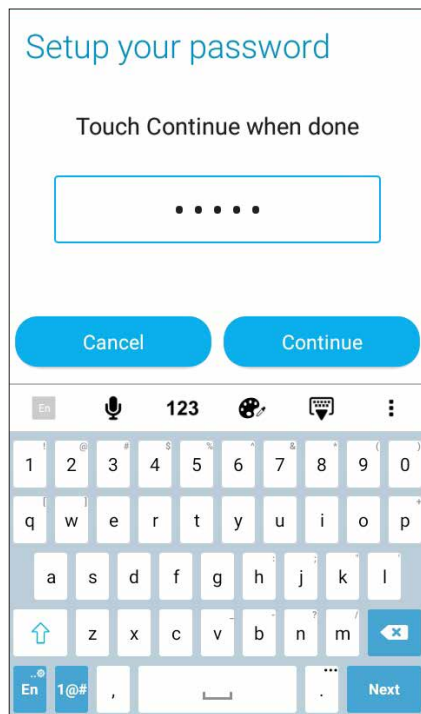 Setup your password
Touch Continue when done
•••••
Cancel Continue
En 123
! @ # $ % ^ & * ( )
1 2 3 4 5 6 7 8 9 0
[ ] +
q w e r t y u i o p
: ; " '
a s d f g h j k l
_ - ? /
z x c v b n m
En 1@# , . Next